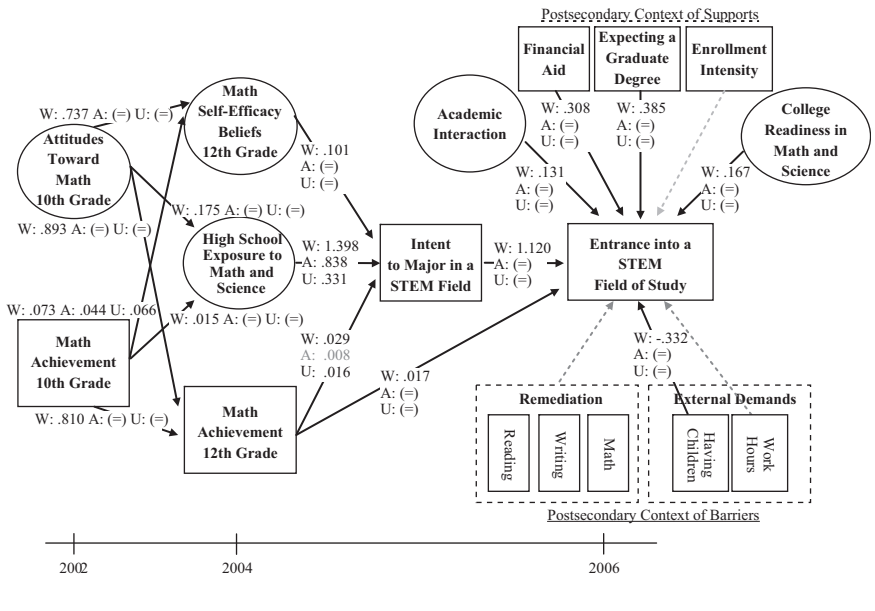 Postsecondary Context of Supports
Financial
Aid
Expecting a
Graduate
Degree
Enrollment
Intensity
Math
Self-Efficacy
Beliefs
12th Grade
Academic
Interaction
College
Readiness in
Math and
Science
W: .737 A: (=) U: (=)
Attitudes
Toward
Math
10th Grade
W: .893 A: (=) U: (=)
W: .101
A: (=)
U: (=)
W: .308
A: (=)
U: (=)
W: .385
A: (=)
U: (=)
W: .131
A: (=)
U: (=)
W: .167
A: (=)
U: (=)
W: .175 A: (=) U: (=)
High School
Exposure to
Math and
Science
W: 1.398
A: .838
U: .331
Intent
to Major in a
STEM Field
W: 1.120
A: (=)
U: (=)
Entrance into a
STEM
Field of Study
W: .073 A: .044 U: .066
W: .015 A: (=) U: (=)
Math
Achievement
10th Grade
W: .810 A: (=) U: (=)
Math
Achievement
12th Grade
W: .029
A: .008
U: .016
W: .017
A: (=)
U: (=)
W: -.332
A: (=)
U: (=)
Remediation
Reading
Writing
Math
External Demands
Having
Children
Work
Hours
Postsecondary Context of Barriers
2002
2004
2006